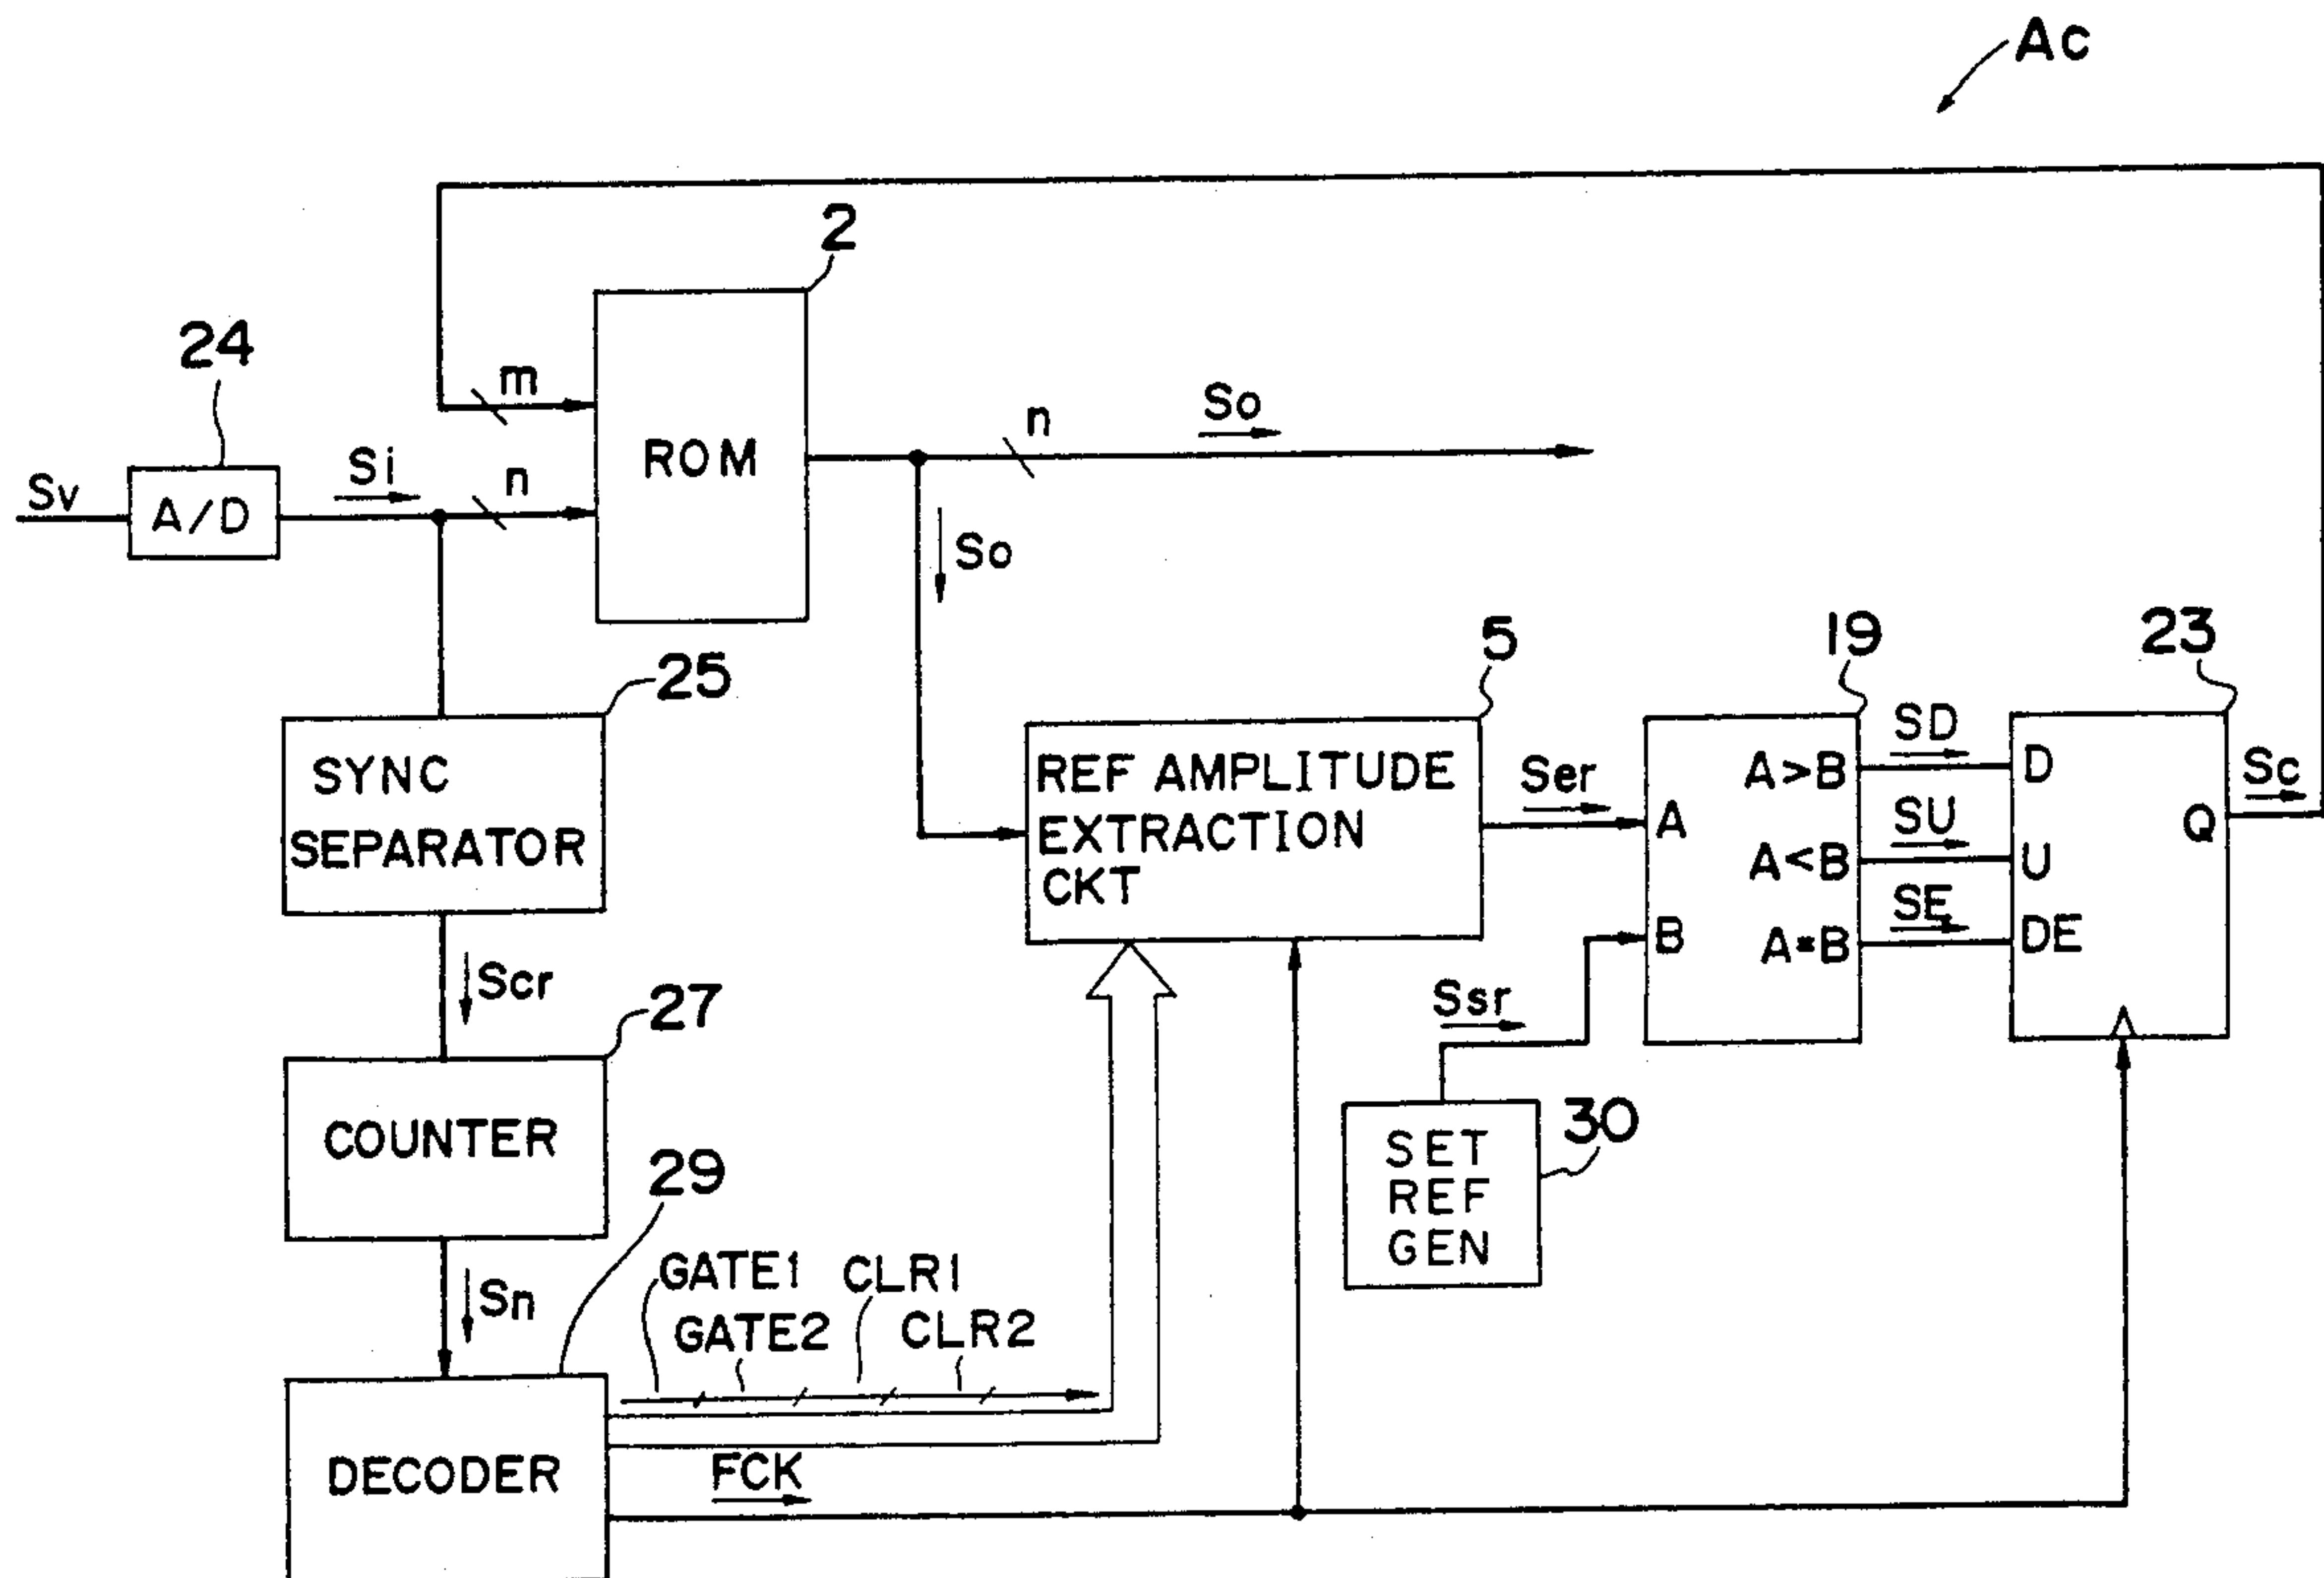 Ac
2
24
m
ROM
n
So
Sv
A/D
Si
n
So
25
SYNC
SEPARATOR
5
REF AMPLITUDE
EXTRACTION
CKT
Ser
19
A
B
A>B
A<B
A=B
SD
SU
SE
23
D
U
DE
Q
Sc
Scr
27
COUNTER
Ssr
30
SET
REF
GEN
Sn
29
GATE1
CLR1
GATE2
CLR2
DECODER
FCK